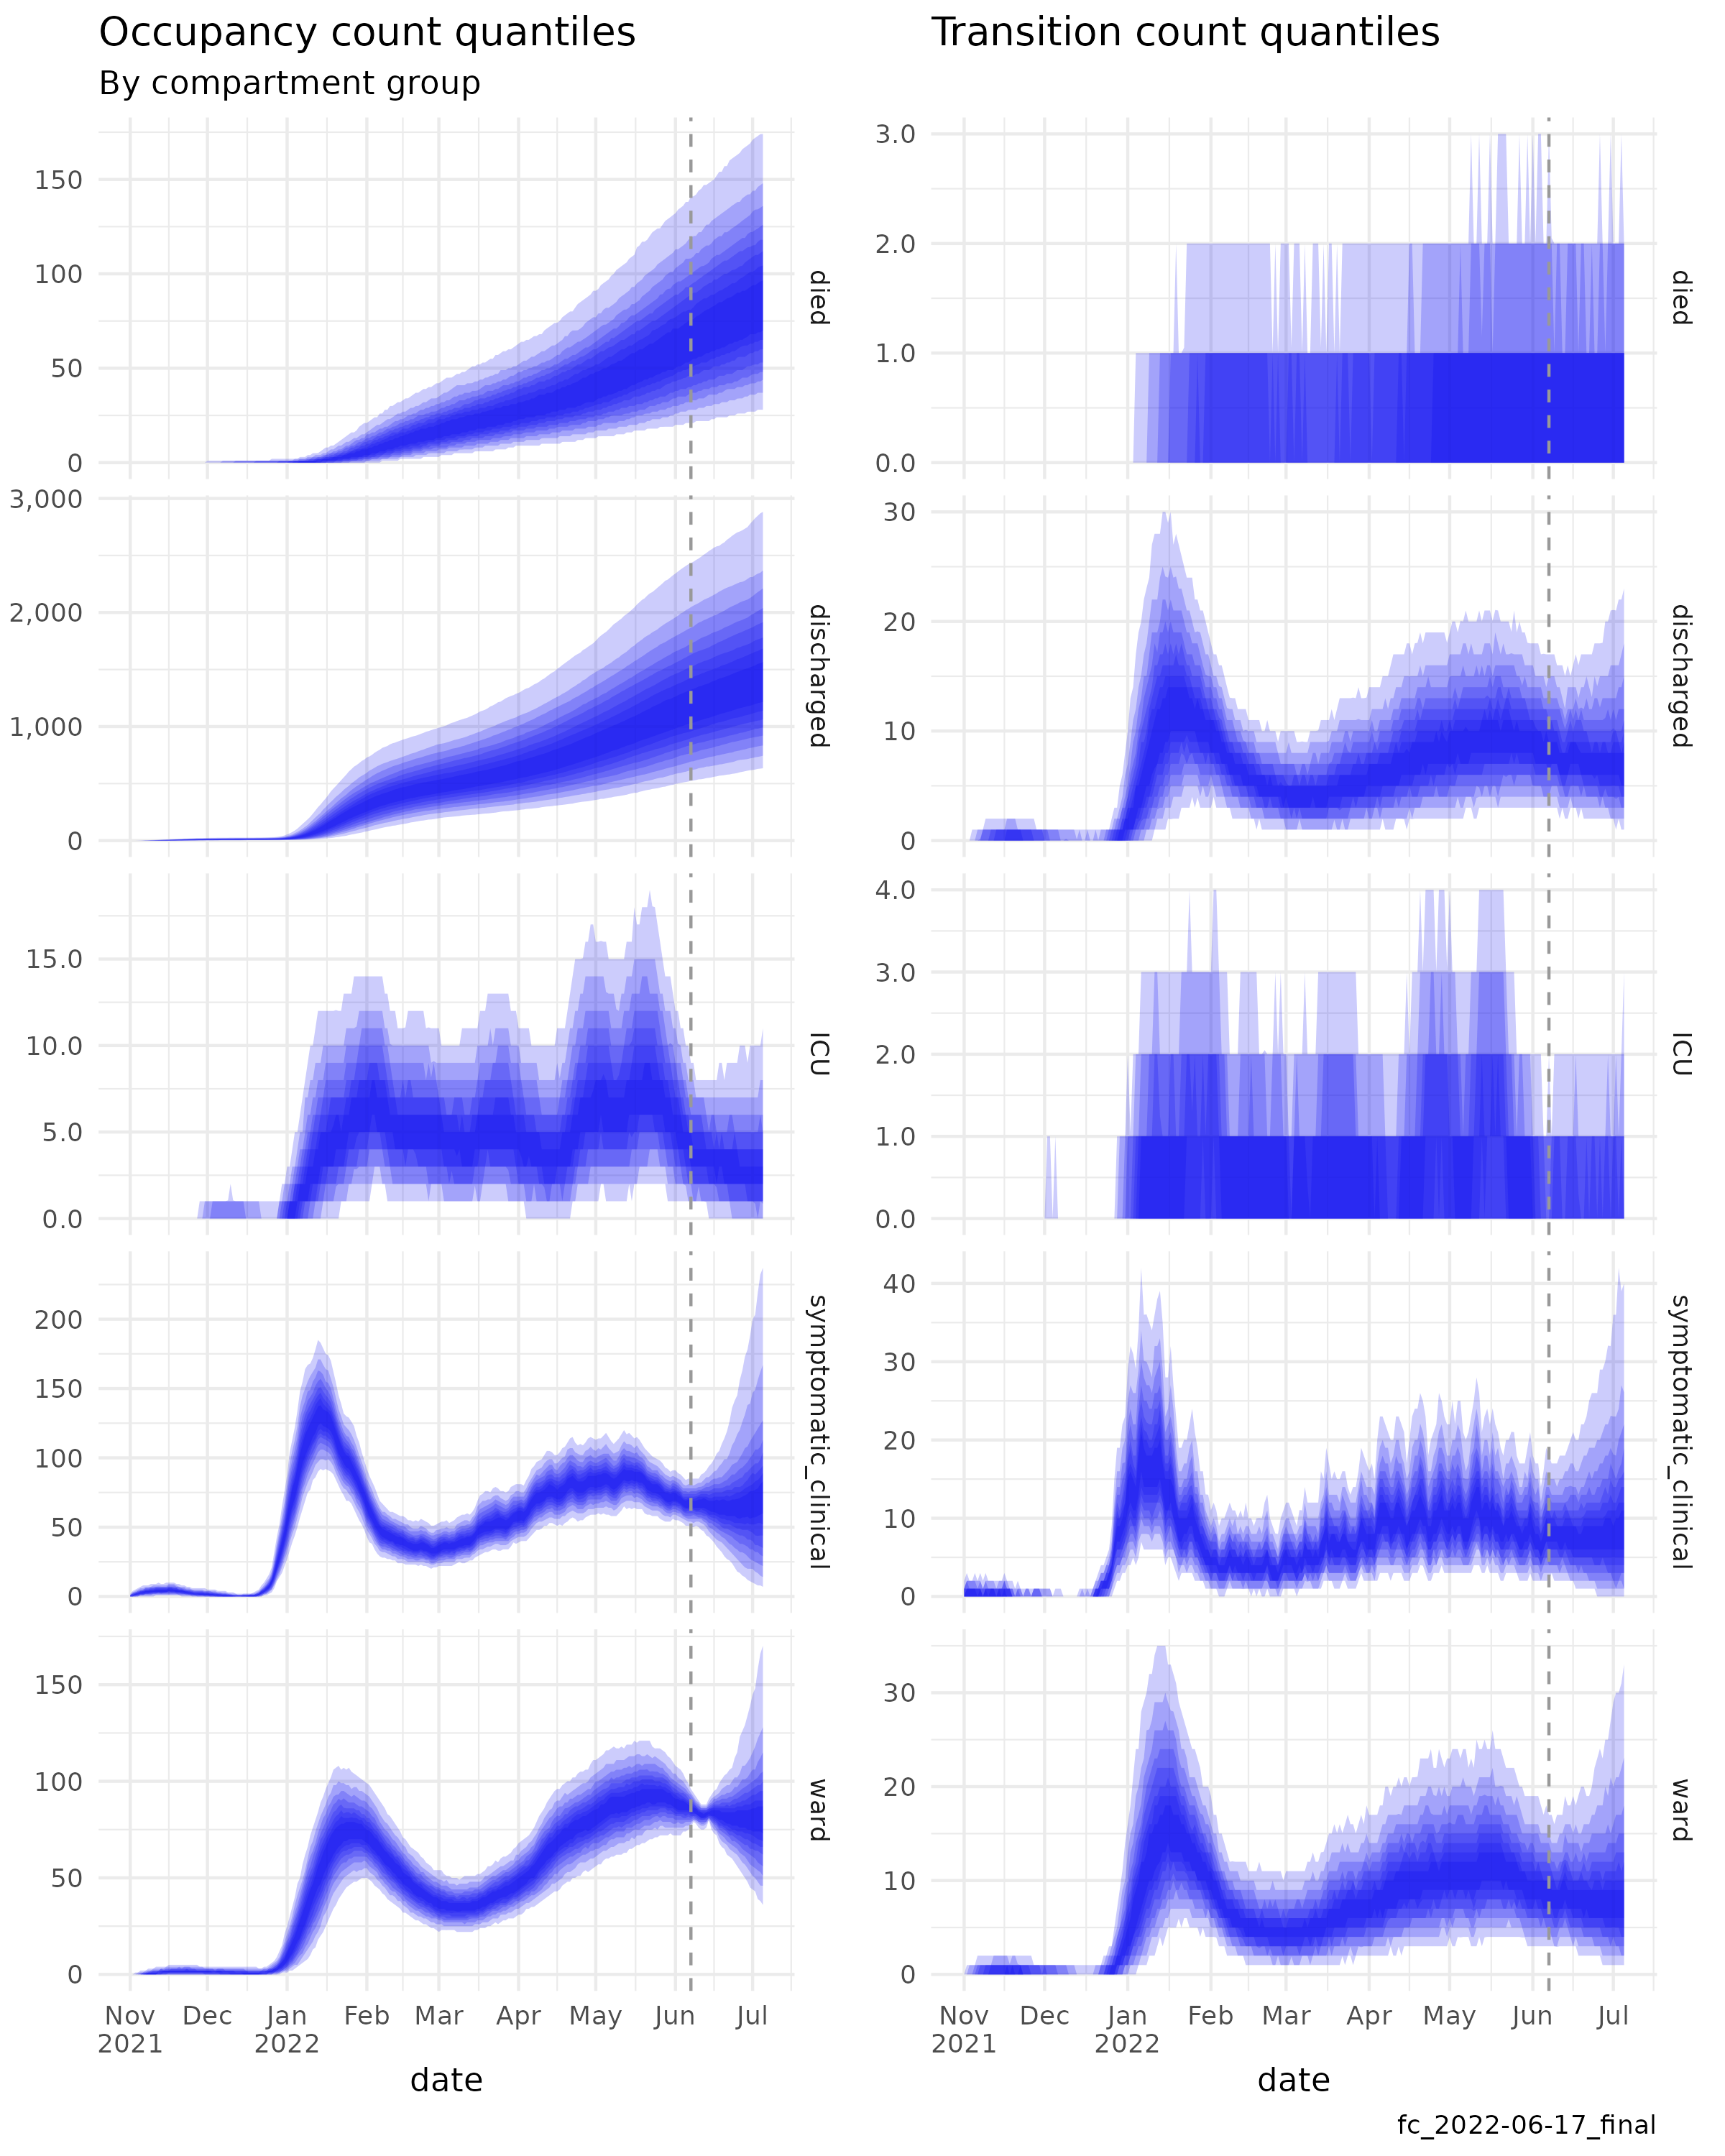 Occupancy count quantiles
By compartment group
150
100
50
0
died
3,000
2,000
1,000
0
discharged
15.0
10.0
5.0
0.0
ICU
200
150
100
50
0
symptomatic_clinical
150
100
50
0
ward
Nov Dec Jan Feb Mar Apr May Jun Jul
2021 2022
date
Transition count quantiles
3.0
2.0
1.0
0.0
died
30
20
10
0
discharged
4.0
3.0
2.0
1.0
0.0
ICU
40
30
20
10
0
symptomatic_clinical
30
20
10
0
ward
Nov Dec Jan Feb Mar Apr May Jun Jul
2021 2022
date
fc_2022-06-17_final